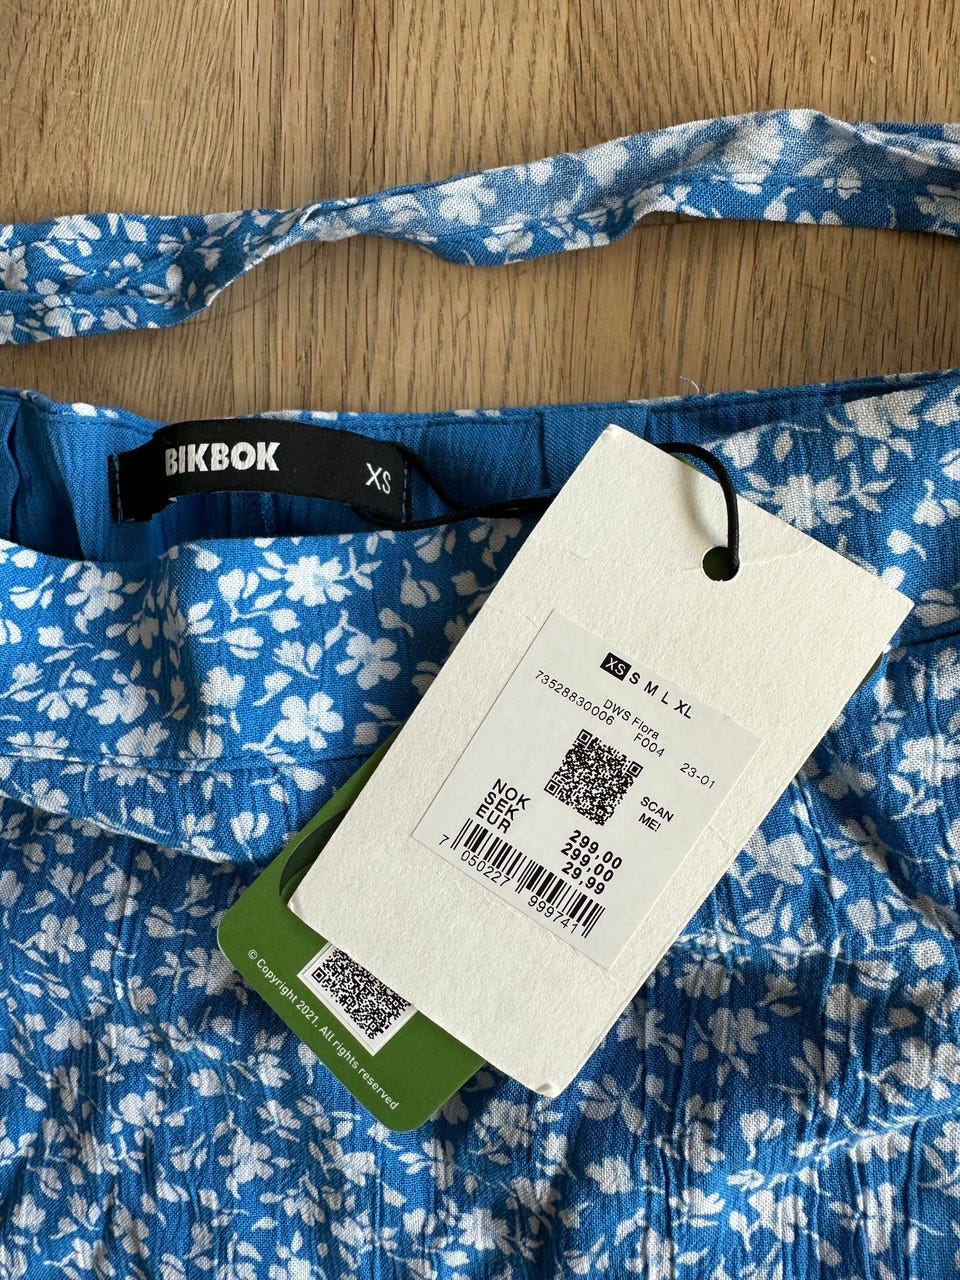 BIKBOK
XS
XS S M L XL
DWS Flora
73528830006 F004 23-01
SCAN
ME!
NOK 299,00
SEK 299,00
EUR 29,99
7 050227 999741
© Copyright 2021. All rights reserved